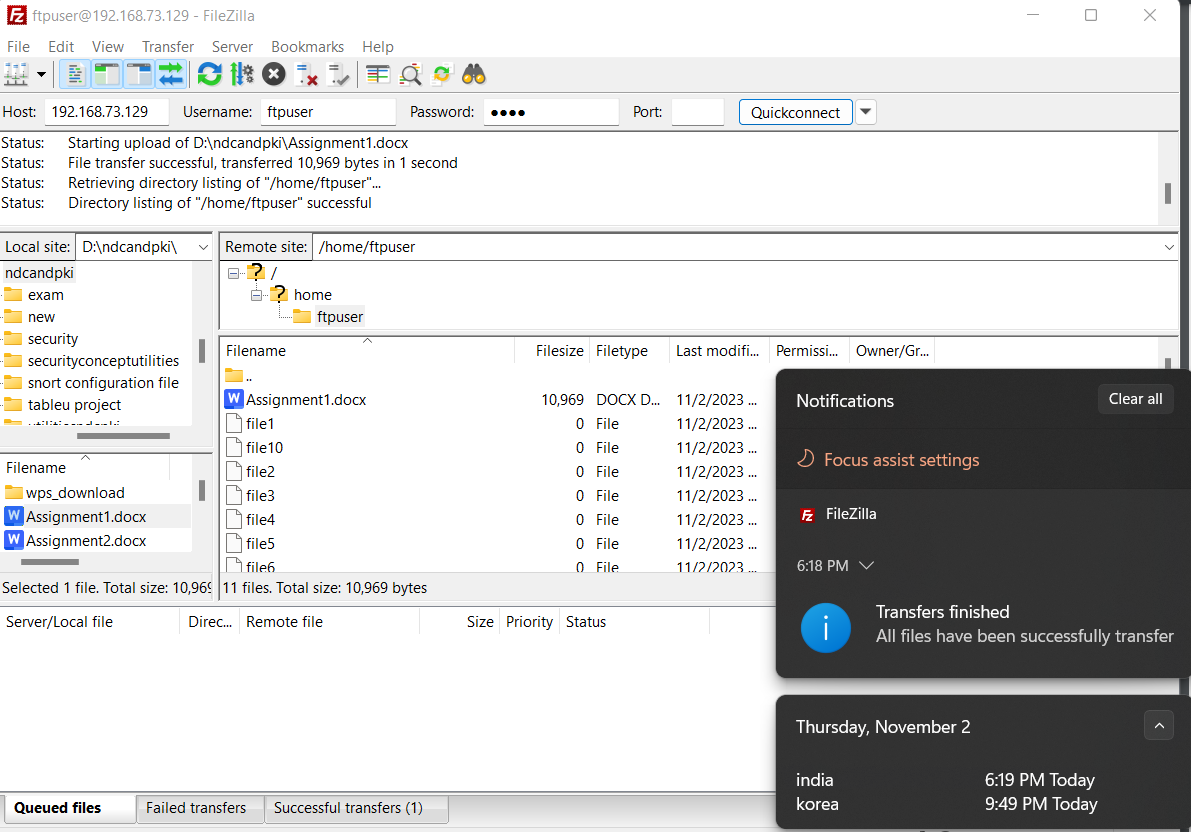 ftpuser@192.168.73.129 - FileZilla
File Edit View Transfer Server Bookmarks Help
Host: 192.168.73.129 Username: ftpuser Password: ●●●● Port: Quickconnect
Status: Starting upload of D:\ndcandpki\Assignment1.docx
Status: File transfer successful, transferred 10,969 bytes in 1 second
Status: Retrieving directory listing of "/home/ftpuser"...
Status: Directory listing of "/home/ftpuser" successful
Local site: D:\ndcandpki\
ndcandpki
exam
new
security
securityconceptutilities
snort configuration file
tableu project
utilitiesndcpki
Filename
wps_download
Assignment1.docx
Assignment2.docx
Selected 1 file. Total size: 10,969
Remote site: /home/ftpuser
/
home
ftpuser
Filename Filesize Filetype Last modifi... Permissi... Owner/Gr...
..
Assignment1.docx 10,969 DOCX D... 11/2/2023 ...
file1 0 File 11/2/2023 ...
file10 0 File 11/2/2023 ...
file2 0 File 11/2/2023 ...
file3 0 File 11/2/2023 ...
file4 0 File 11/2/2023 ...
file5 0 File 11/2/2023 ...
file6 0 File 11/2/2023 ...
11 files. Total size: 10,969 bytes
Server/Local file Direc... Remote file Size Priority Status
Queued files Failed transfers Successful transfers (1)
Notifications Clear all
Focus assist settings
FileZilla
6:18 PM
Transfers finished
All files have been successfully transfer
Thursday, November 2
india 6:19 PM Today
korea 9:49 PM Today